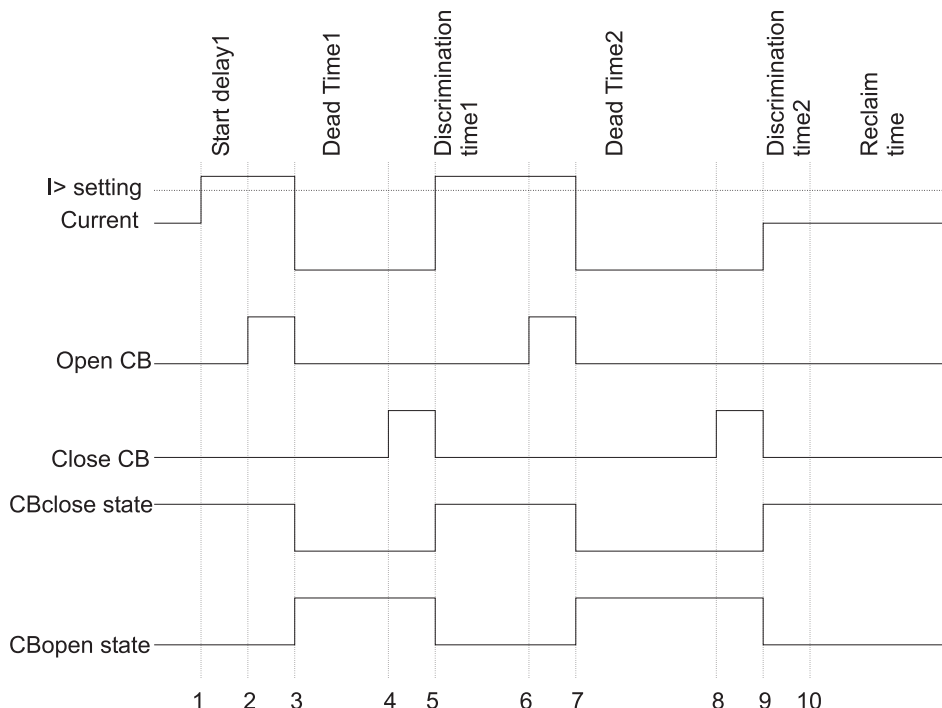 Start delay1
Dead Time1
Discrimination
time1
Dead Time2
Discrimination
time2
Reclaim
time
I> setting
Current
Open CB
Close CB
CBclose state
CBopen state
1 2 3 4 5 6 7 8 9 10